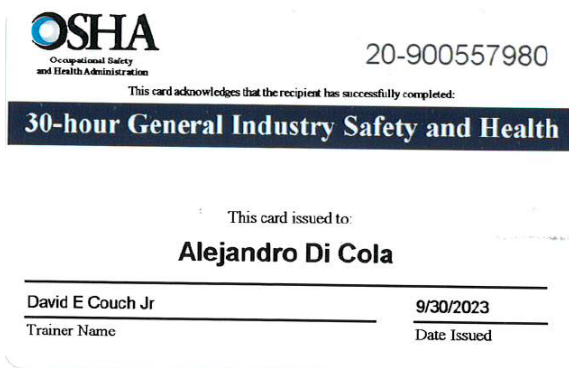 OSHA
Occupational Safety
and Health Administration
20-900557980
This card acknowledges that the recipient has successfully completed:
30-hour General Industry Safety and Health
This card issued to:
Alejandro Di Cola
David E Couch Jr
9/30/2023
Trainer Name
Date Issued